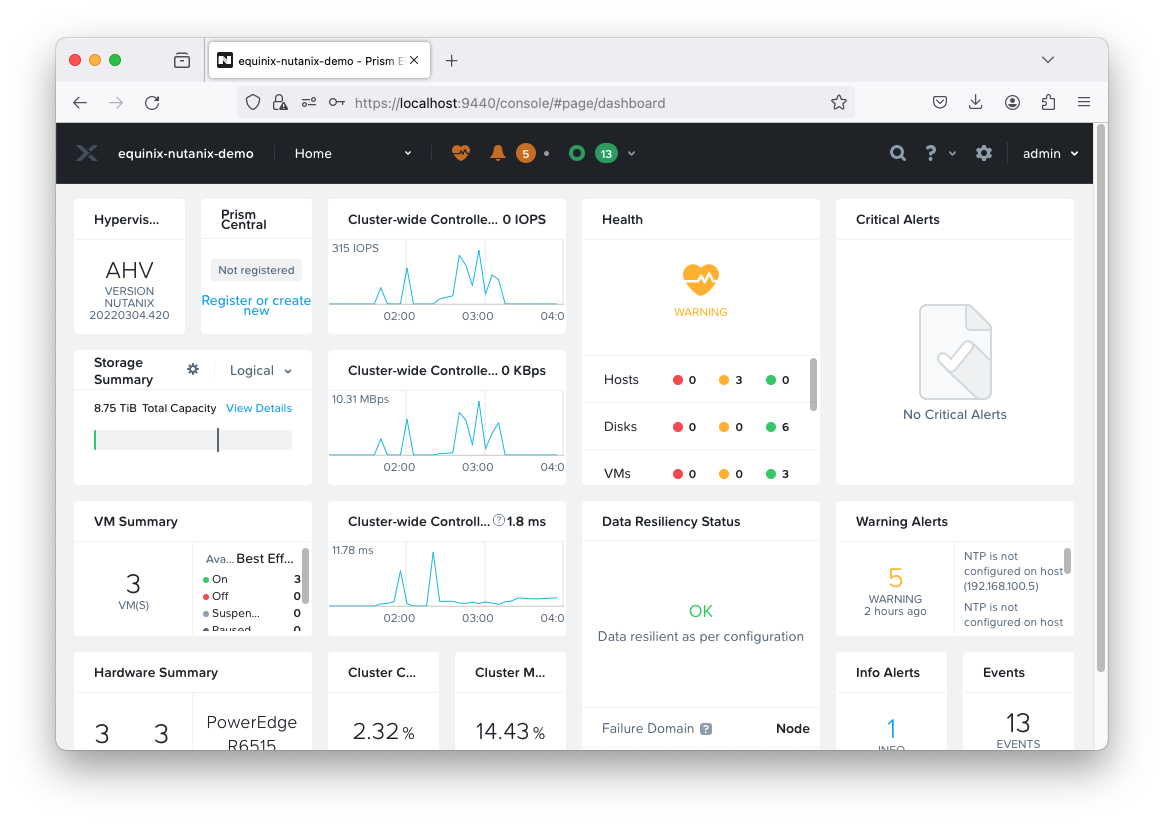 equinix-nutanix-demo - Prism E
https://localhost:9440/console/#page/dashboard
equinix-nutanix-demo
Home
5
13
?
admin
Hypervis...
AHV
VERSION
NUTANIX
20220304.420
Prism
Central
Not registered
Register or create
new
Cluster-wide Controlle... 0 IOPS
315 IOPS
02:00 03:00 04:0
Health
WARNING
Hosts 0 3 0
Disks 0 0 6
VMs 0 0 3
Critical Alerts
No Critical Alerts
Storage
Summary
Logical
8.75 TiB Total Capacity View Details
Cluster-wide Controlle... 0 KBps
10.31 MBps
02:00 03:00 04:0
VM Summary
3
VM(S)
Ava... Best Eff...
On 3
Off 0
Suspen... 0
Paused 0
Cluster-wide Controll... ? 1.8 ms
11.78 ms
02:00 03:00 04:0
Data Resiliency Status
OK
Data resilient as per configuration
Failure Domain ? Node
Warning Alerts
5
WARNING
2 hours ago
NTP is not
configured on host
(192.168.100.5)
NTP is not
configured on host
Hardware Summary
3 3
PowerEdge
R6515
Cluster C...
2.32 %
Cluster M...
14.43 %
Info Alerts
1
INFO
Events
13
EVENTS